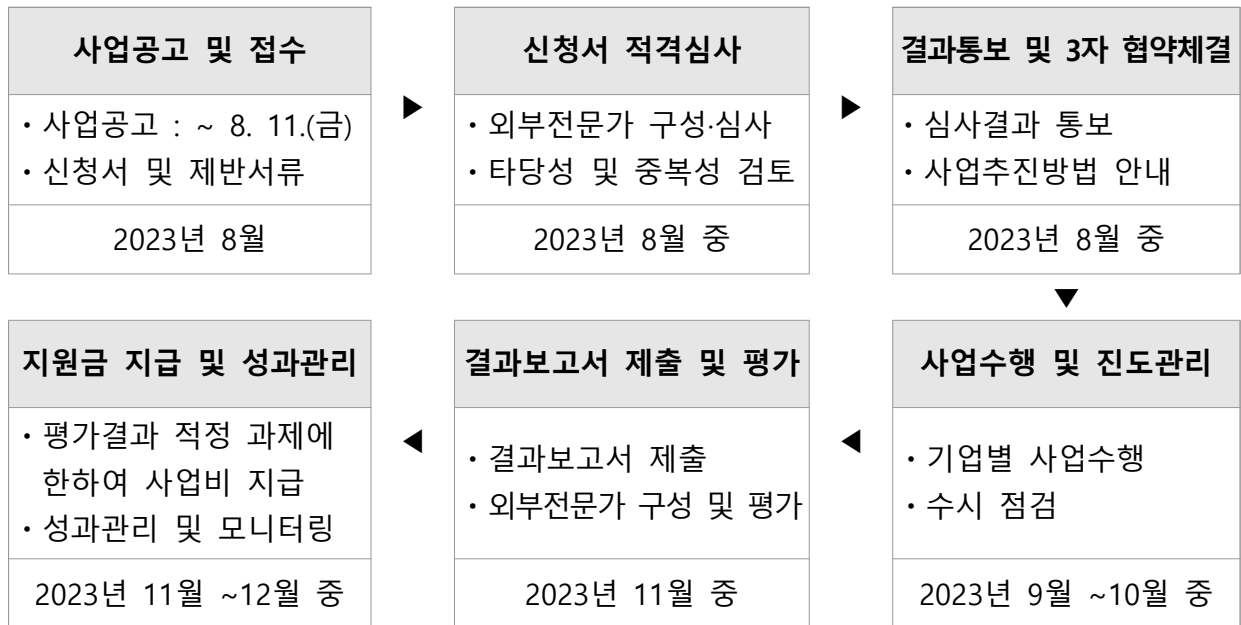 사업공고 및 접수
· 사업공고 : ~ 8. 11.(금)
· 신청서 및 제반서류
2023년 8월
▶
신청서 적격심사
· 외부전문가 구성·심사
· 타당성 및 중복성 검토
2023년 8월 중
▶
결과통보 및 3자 협약체결
· 심사결과 통보
· 사업추진방법 안내
2023년 8월 중
▼
사업수행 및 진도관리
· 기업별 사업수행
· 수시 점검
2023년 9월 ~10월 중
◀
결과보고서 제출 및 평가
· 결과보고서 제출
· 외부전문가 구성 및 평가
2023년 11월 중
◀
지원금 지급 및 성과관리
· 평가결과 적정 과제에
한하여 사업비 지급
· 성과관리 및 모니터링
2023년 11월 ~12월 중